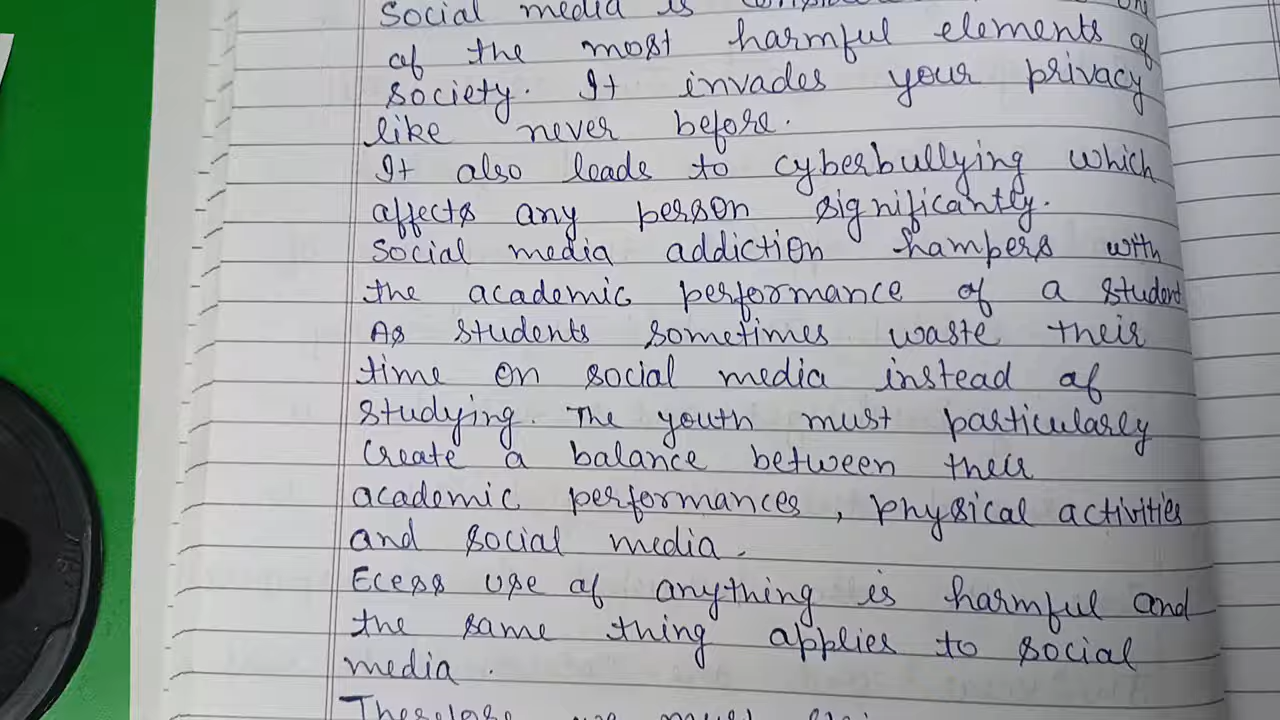 Social media is
of the most harmful elements of
society. It invades your privacy
like never before.
It also leads to cyberbullying which
affects any person significantly.
Social media addiction hampers with
the academic performance of a student
As students sometimes waste their
time on social media instead of
studying. The youth must particularly
create a balance between their
academic performances, physical activities
and social media.
Ecess use of anything is harmful and
the same thing applies to social
media.